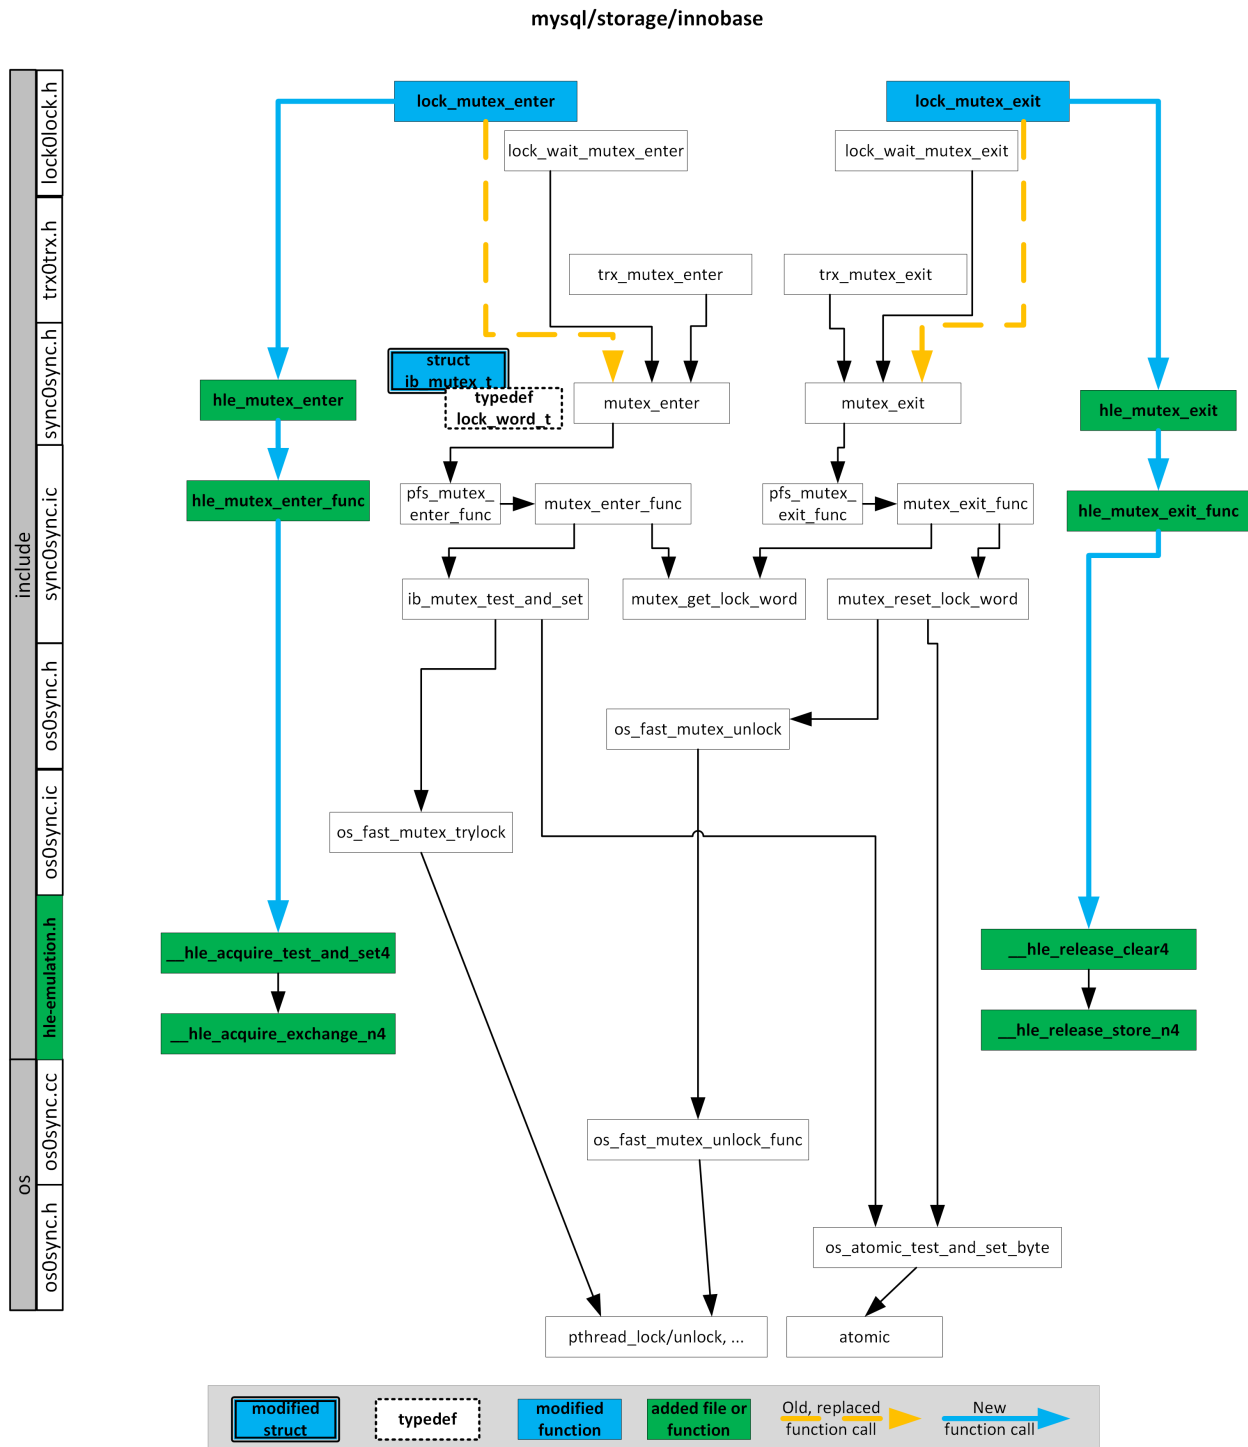 mysql/storage/innobase
include
os
lock0lock.h
trx0trx.h
sync0sync.h
sync0sync.ic
os0sync.h
os0sync.ic
hle-emulation.h
os0sync.cc
os0sync.h
lock_mutex_enter
lock_mutex_exit
lock_wait_mutex_enter
lock_wait_mutex_exit
trx_mutex_enter
trx_mutex_exit
struct
ib_mutex_t
typedef
lock_word_t
hle_mutex_enter
mutex_enter
mutex_exit
hle_mutex_exit
hle_mutex_enter_func
pfs_mutex_
enter_func
mutex_enter_func
pfs_mutex_
exit_func
mutex_exit_func
hle_mutex_exit_func
ib_mutex_test_and_set
mutex_get_lock_word
mutex_reset_lock_word
os_fast_mutex_unlock
os_fast_mutex_trylock
__hle_acquire_test_and_set4
__hle_release_clear4
__hle_acquire_exchange_n4
__hle_release_store_n4
os_fast_mutex_unlock_func
os_atomic_test_and_set_byte
pthread_lock/unlock, ...
atomic
modified
struct
typedef
modified
function
added file or
function
Old, replaced
function call
New
function call